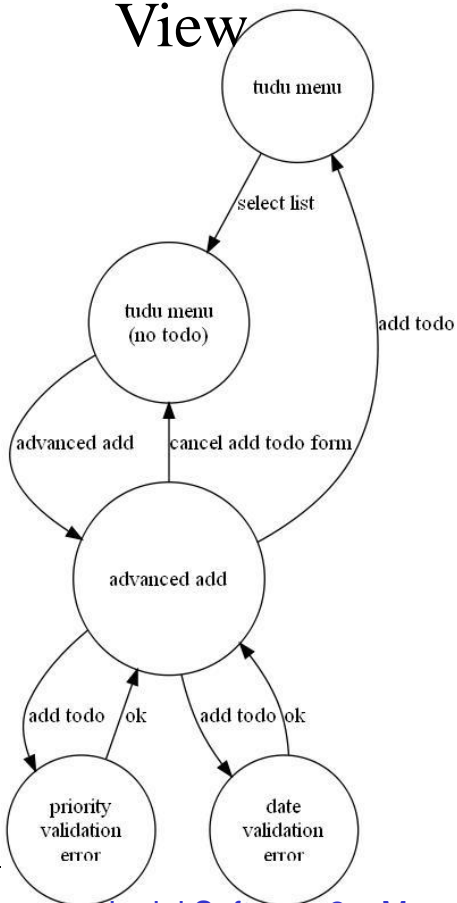 View
tudu menu
select list
tudu menu
(no todo)
add todo
advanced add
cancel add todo form
advanced add
add todo
ok
add todo
ok
priority
validation
error
date
validation
error